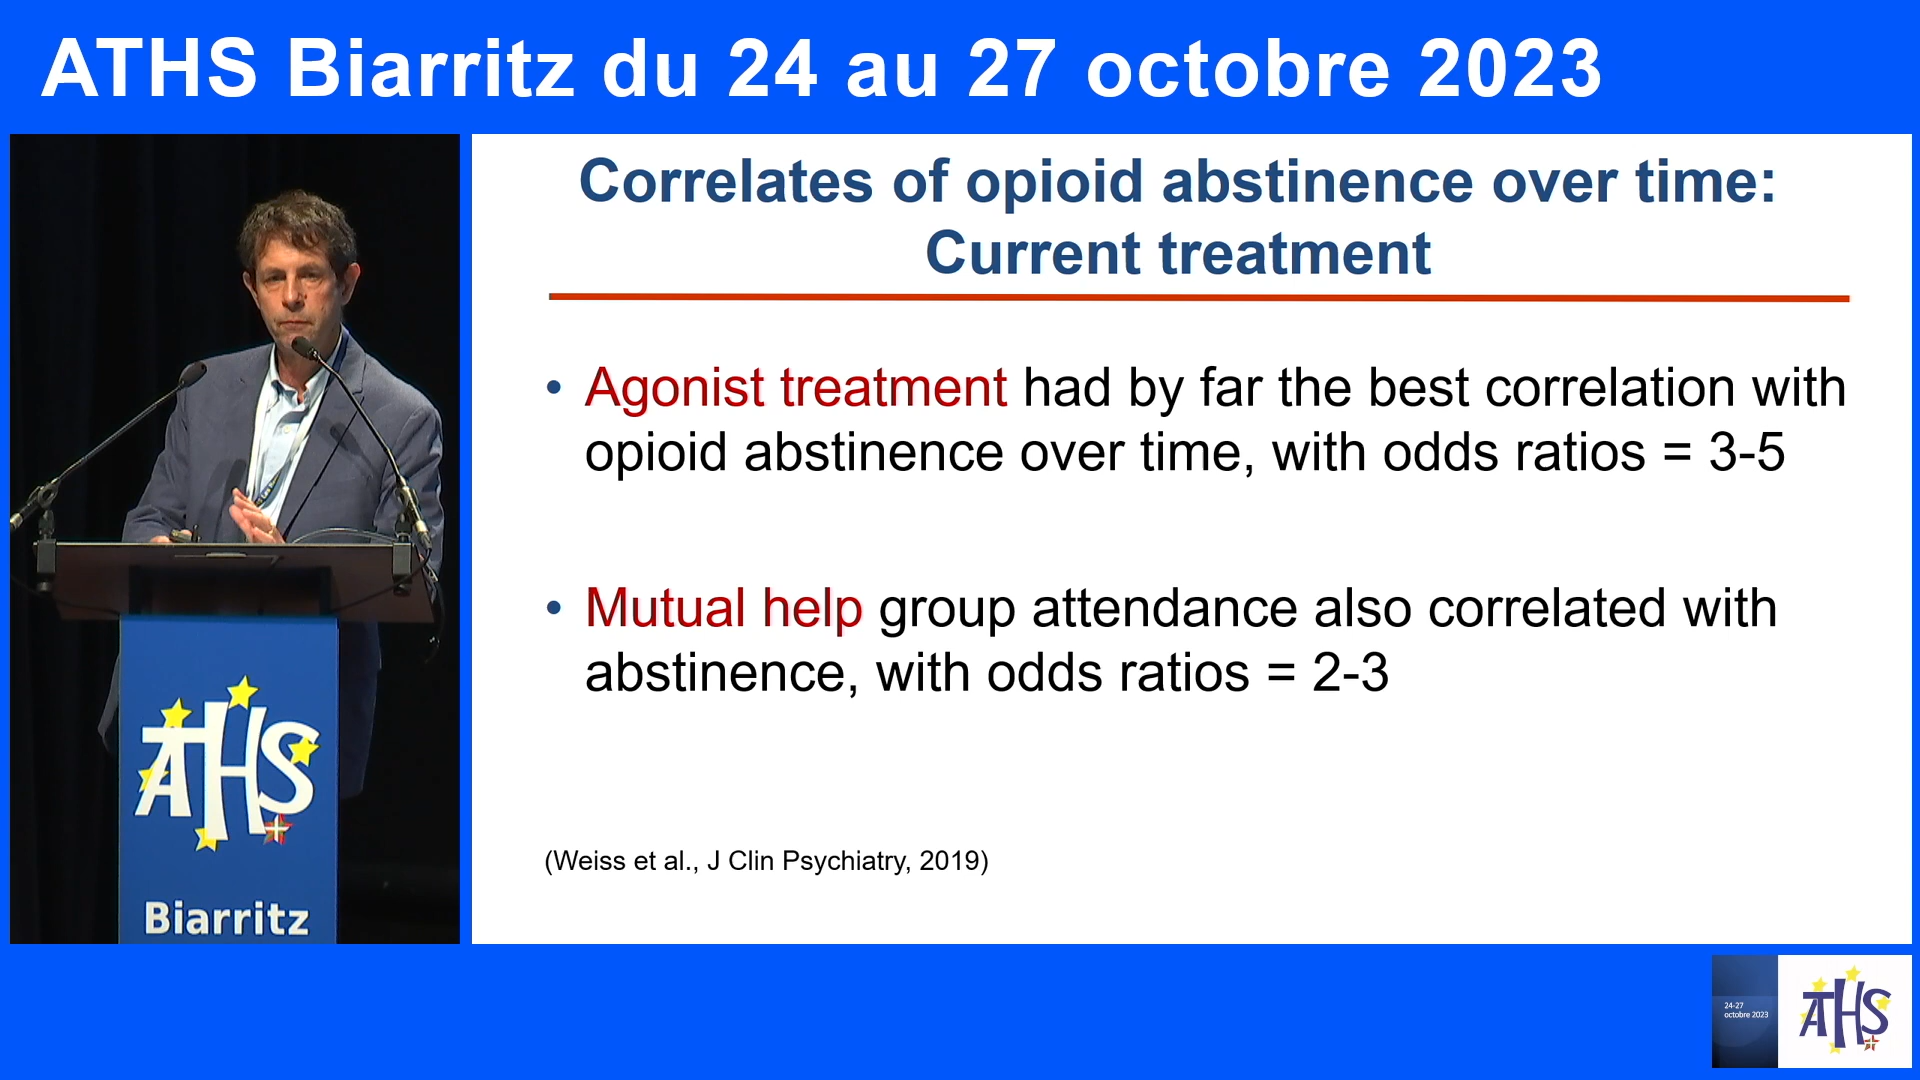 ATHS Biarritz du 24 au 27 octobre 2023
Correlates of opioid abstinence over time:
Current treatment
• Agonist treatment had by far the best correlation with
opioid abstinence over time, with odds ratios = 3-5
• Mutual help group attendance also correlated with
abstinence, with odds ratios = 2-3
(Weiss et al., J Clin Psychiatry, 2019)
ATHS
Biarritz
24-27
octobre 2023
ATHS